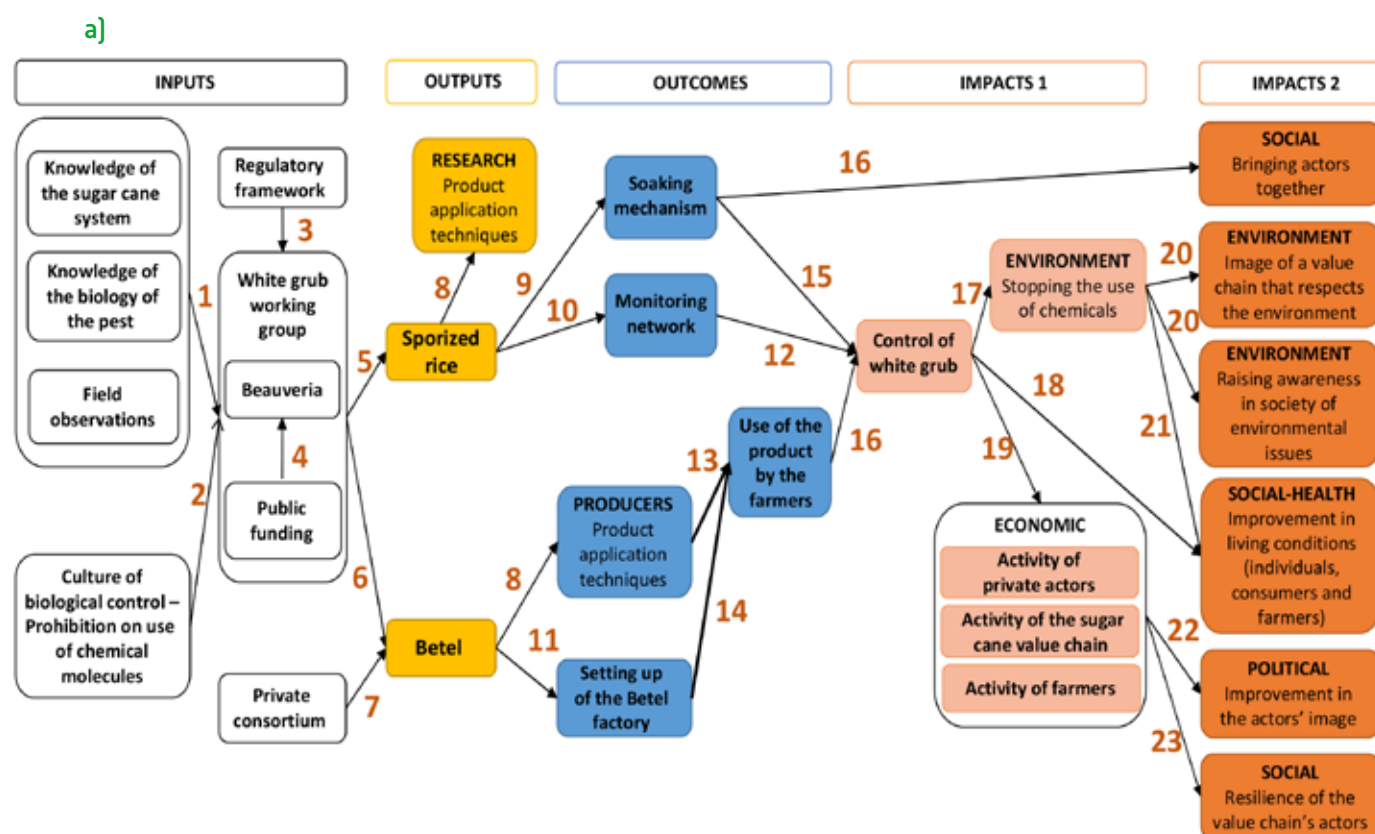 a)
INPUTS
OUTPUTS
OUTCOMES
IMPACTS 1
IMPACTS 2
Knowledge of
the sugar cane
system
Knowledge of
the biology of
the pest
Field
observations
Culture of
biological control –
Prohibition on use
of chemical
molecules
1
2
Regulatory
framework
3
White grub
working
group
Beauveria
4
Public
funding
Private
consortium
5
6
7
RESEARCH
Product
application
techniques
8
Sporized
rice
Betel
9
10
8
11
Soaking
mechanism
Monitoring
network
PRODUCERS
Product
application
techniques
Setting up
of the Betel
factory
13
14
Use of the
product
by the
farmers
16
15
12
16
Control of
white grub
17
18
19
ENVIRONMENT
Stopping the use
of chemicals
ECONOMIC
Activity of
private actors
Activity of the sugar
cane value chain
Activity of farmers
20
20
21
22
23
SOCIAL
Bringing actors
together
ENVIRONMENT
Image of a value
chain that respects
the environment
ENVIRONMENT
Raising awareness
in society of
environmental
issues
SOCIAL-HEALTH
Improvement in
living conditions
(individuals,
consumers and
farmers)
POLITICAL
Improvement in
the actors' image
SOCIAL
Resilience of the
value chain's actors